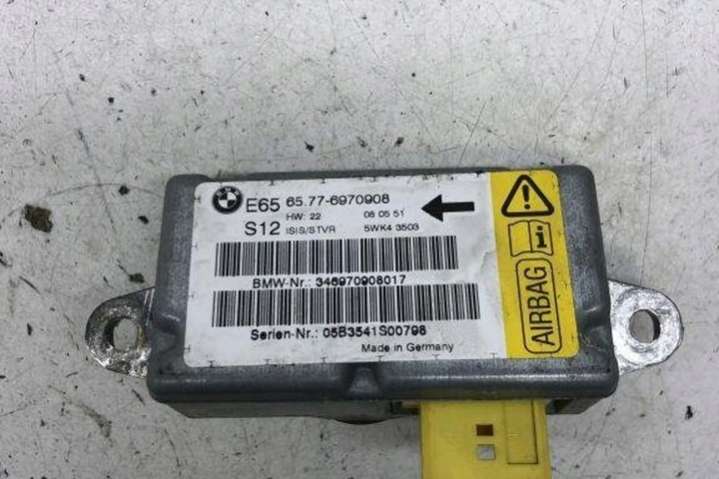 BMW
E65 65.77-6970908
HW: 22 08 05 51
S12 ISIS/STVR 5WK4 3503
BMW-Nr.: 346970908017
Serien-Nr.: 05B3541S00798
Made in Germany
AIRBAG i
!